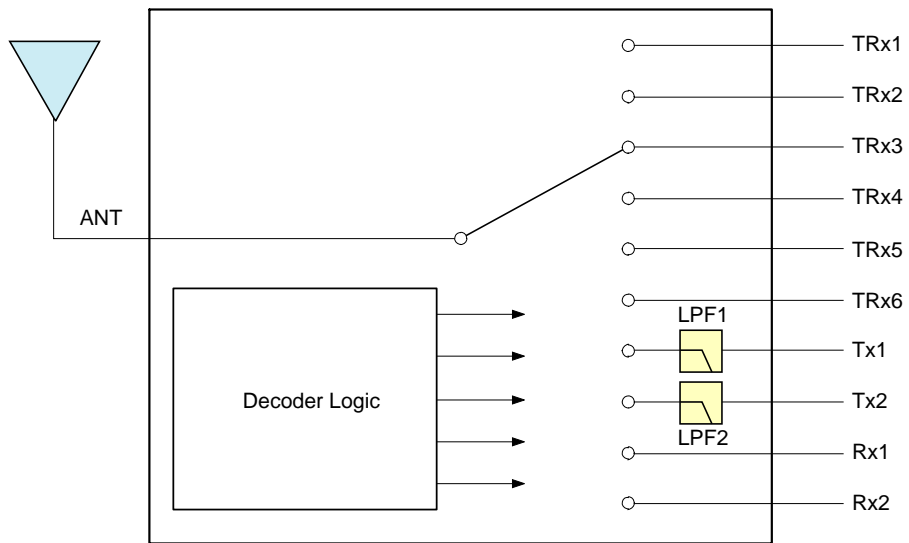 TRx1
TRx2
TRx3
TRx4
ANT
TRx5
TRx6
LPF1
Tx1
Decoder Logic
Tx2
LPF2
Rx1
Rx2